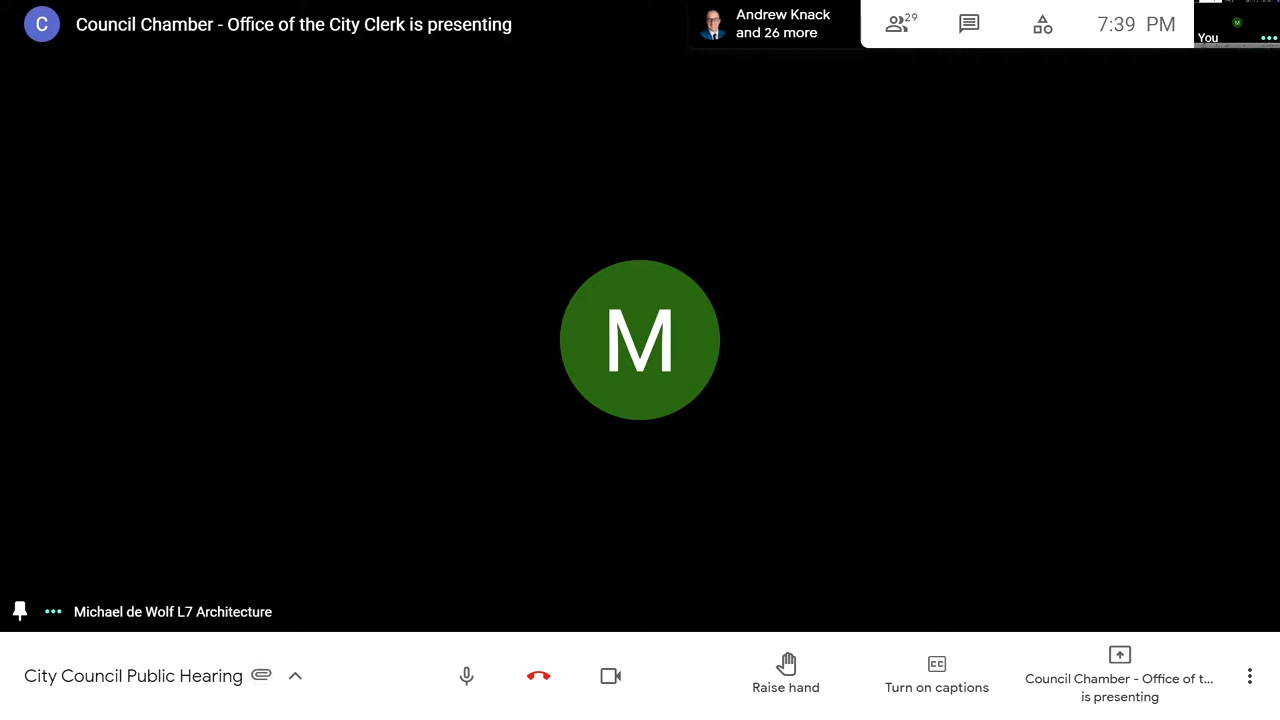 C
Council Chamber - Office of the City Clerk is presenting
Andrew Knack
and 26 more
29
7:39 PM
M
You
M
Michael de Wolf L7 Architecture
City Council Public Hearing
Raise hand
CC
Turn on captions
Council Chamber - Office of t...
is presenting